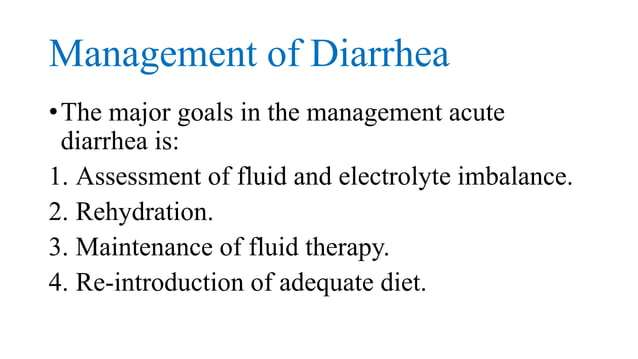 Management of Diarrhea
•The major goals in the management acute
diarrhea is:
1. Assessment of fluid and electrolyte imbalance.
2. Rehydration.
3. Maintenance of fluid therapy.
4. Re-introduction of adequate diet.